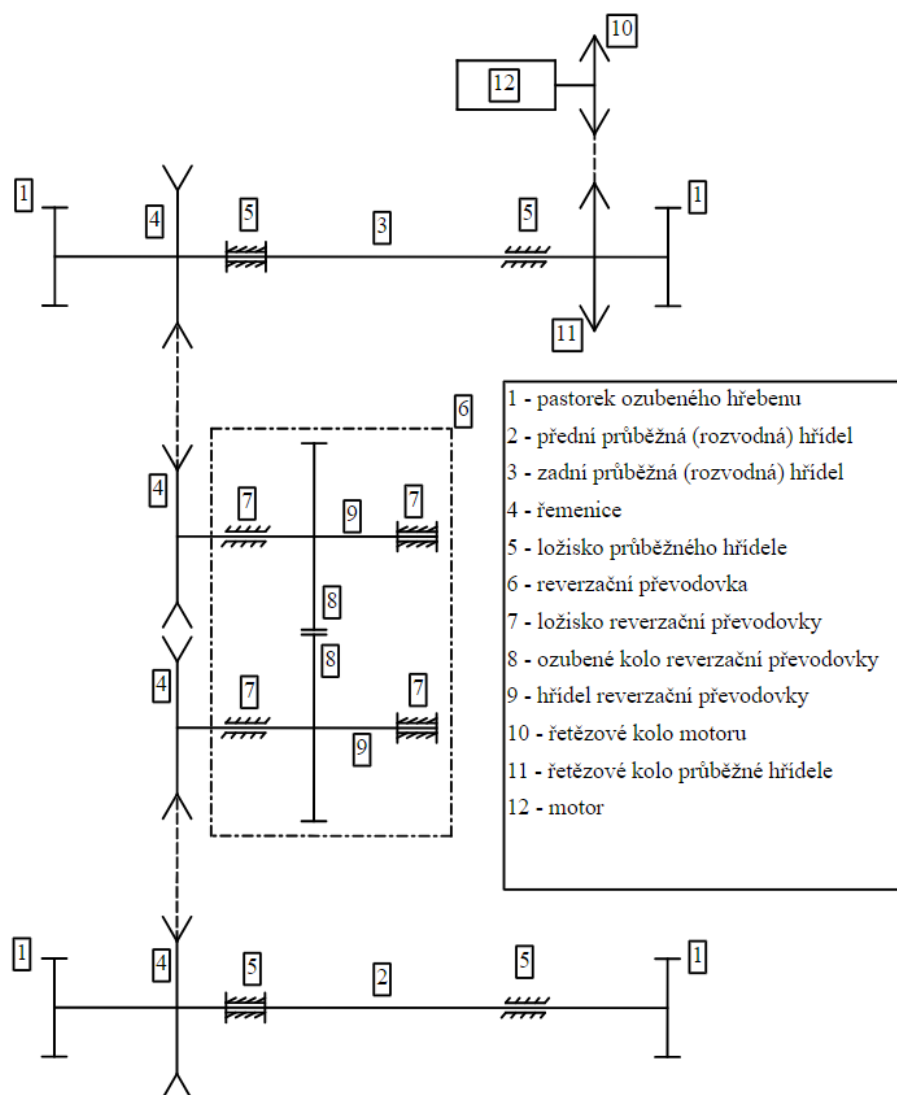 10
12
1
4
5
3
5
1
11
6
4
7
9
7
8
8
4
7
9
7
1
4
5
2
5
1
1 - pastorek ozubeného hřebenu
2 - přední průběžná (rozvodná) hřídel
3 - zadní průběžná (rozvodná) hřídel
4 - řemenice
5 - ložisko průběžného hřídele
6 - reverzační převodovka
7 - ložisko reverzační převodovky
8 - ozubené kolo reverzační převodovky
9 - hřídel reverzační převodovky
10 - řetězové kolo motoru
11 - řetězové kolo průběžné hřídele
12 - motor